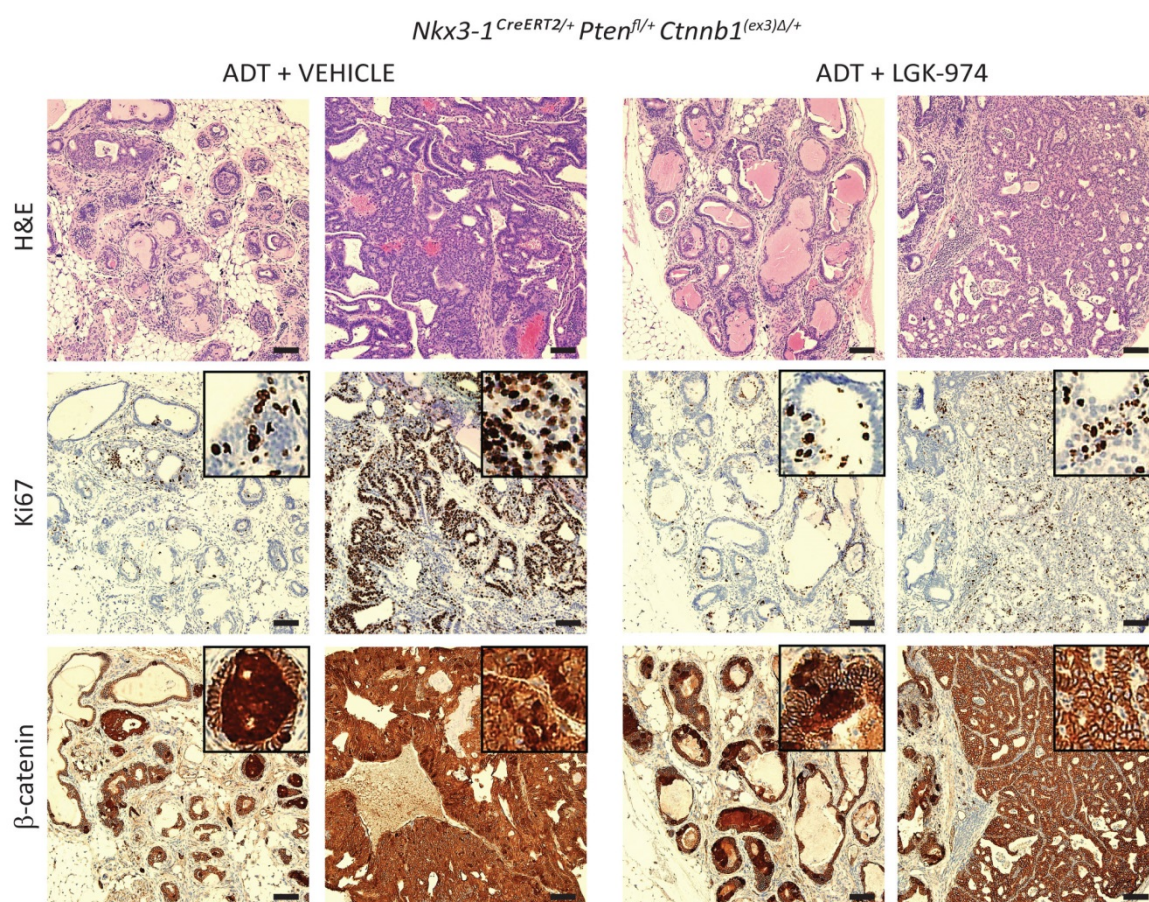 Nkx3-1CreERT2/+ Ptenfl/+ Ctnnb1(ex3)Δ/+
ADT + VEHICLE
ADT + LGK-974
H&E
Ki67
β-catenin